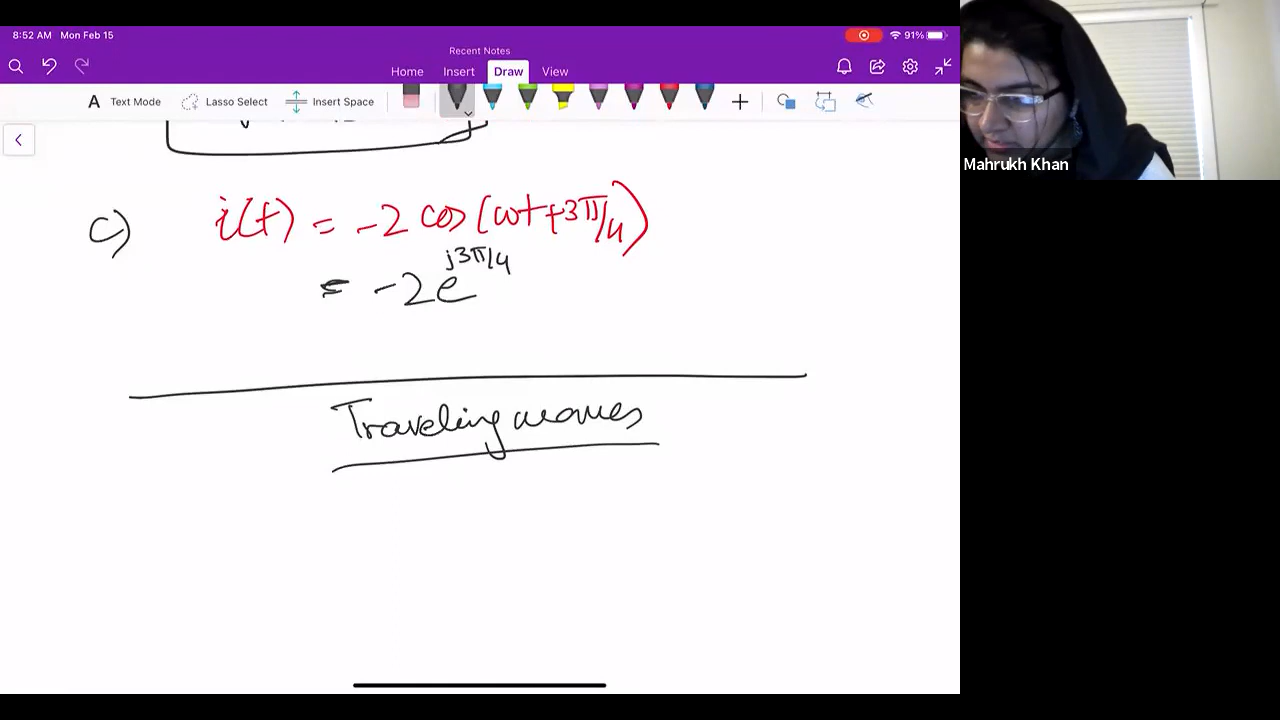 8:52 AM Mon Feb 15
91%
Recent Notes
Home Insert Draw View
A Text Mode Lasso Select Insert Space
c) i(t) = -2 cos(ωt+3π/4)
= -2e^j3π/4
Traveling waves
Mahrukh Khan